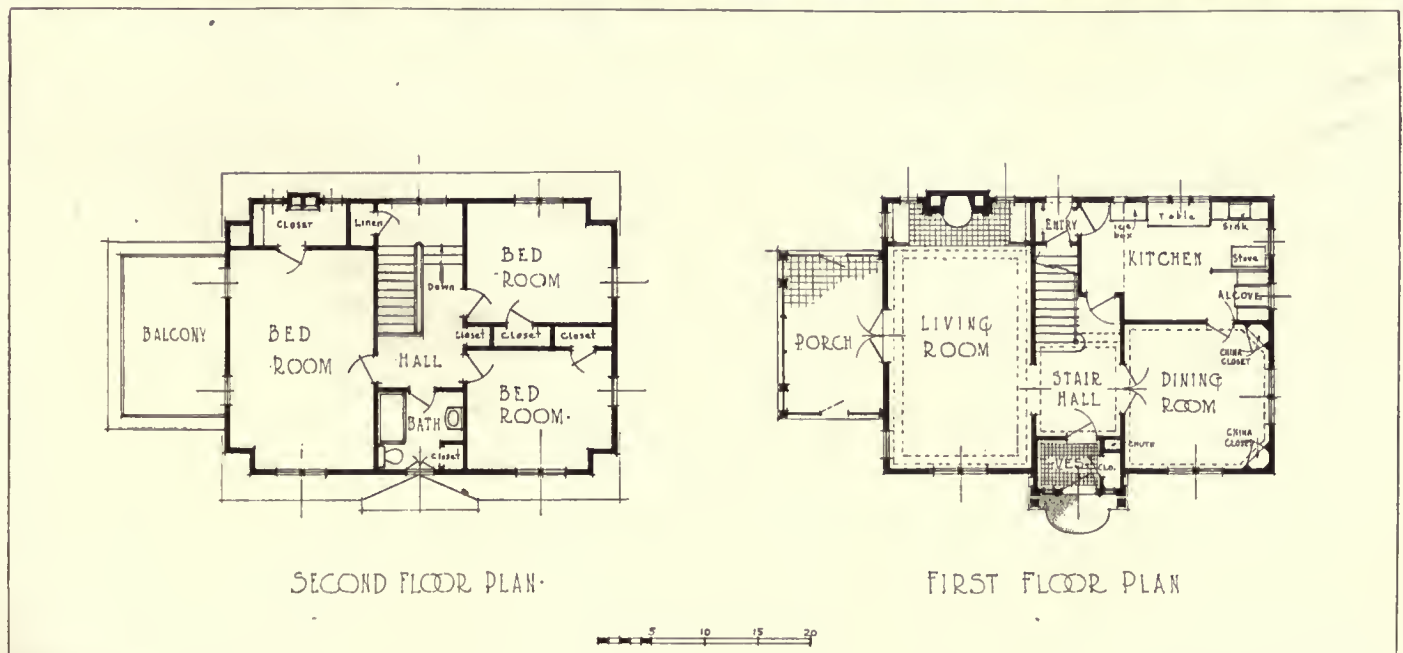 Closet
Linen
BED
ROOM
Down
BALCONY
BED
ROOM
Closet
Closet
Closet
HALL
BED
ROOM.
BATH
Closet
SECOND FLOOR PLAN.
ENTRY
Ice
box
Table
Sink
KITCHEN
Stove
ALCOVE
PORCH
LIVING
ROOM
CHINA
CLOSET
STAIR
HALL
DINING
ROOM
CHINA
CLOSET
CHUTE
VEST
CLO.
FIRST FLOOR PLAN
5 10 15 20